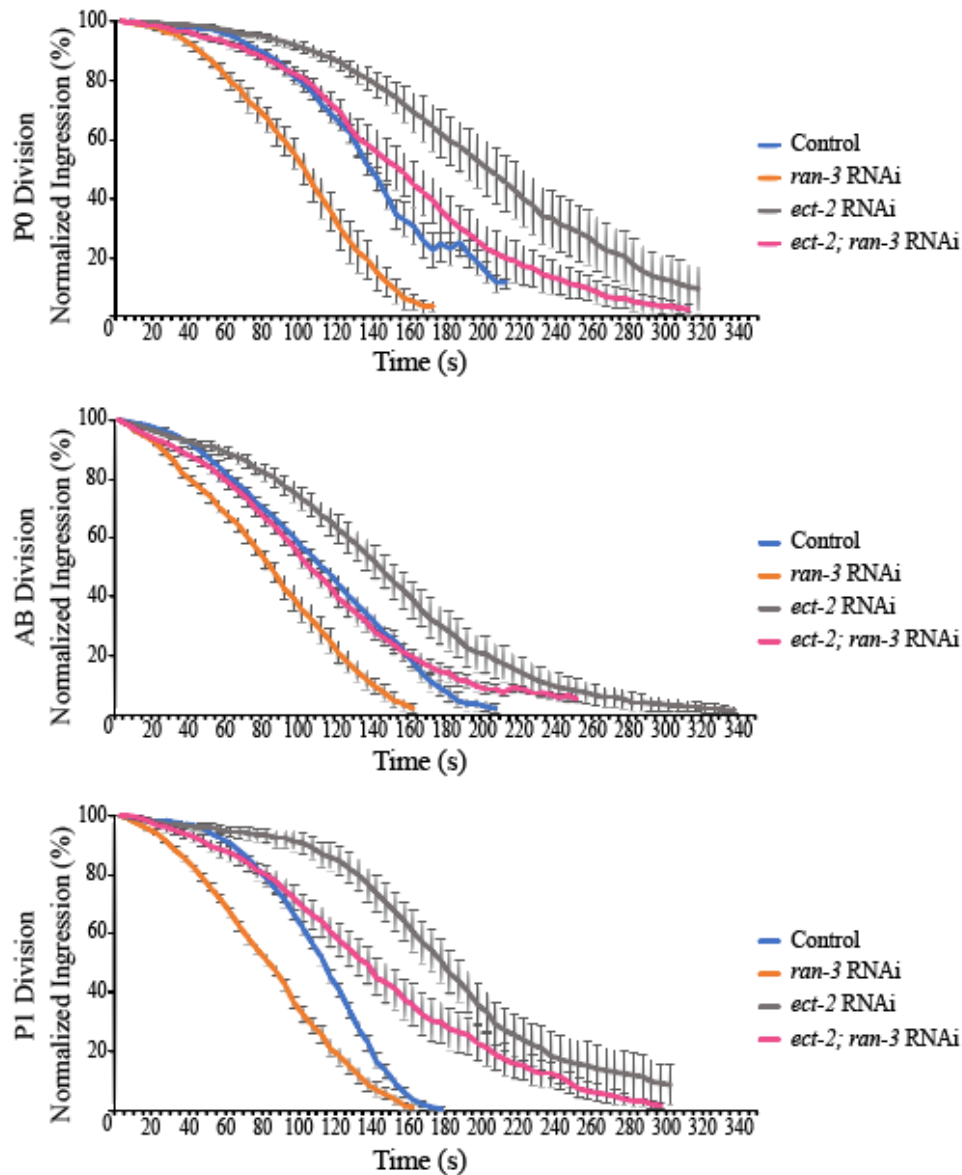 P0 Division
Normalized Ingression (%)
100
80
60
40
20
20 40 60 80 100 120 140 160 180 200 220 240 260 280 300 320 340
Time (s)
Control
ran-3 RNAi
ect-2 RNAi
ect-2; ran-3 RNAi
AB Division
Normalized Ingression (%)
100
80
60
40
20
20 40 60 80 100 120 140 160 180 200 220 240 260 280 300 320 340
Time (s)
Control
ran-3 RNAi
ect-2 RNAi
ect-2; ran-3 RNAi
P1 Division
Normalized Ingression (%)
100
80
60
40
20
20 40 60 80 100 120 140 160 180 200 220 240 260 280 300 320 340
Time (s)
Control
ran-3 RNAi
ect-2 RNAi
ect-2; ran-3 RNAi